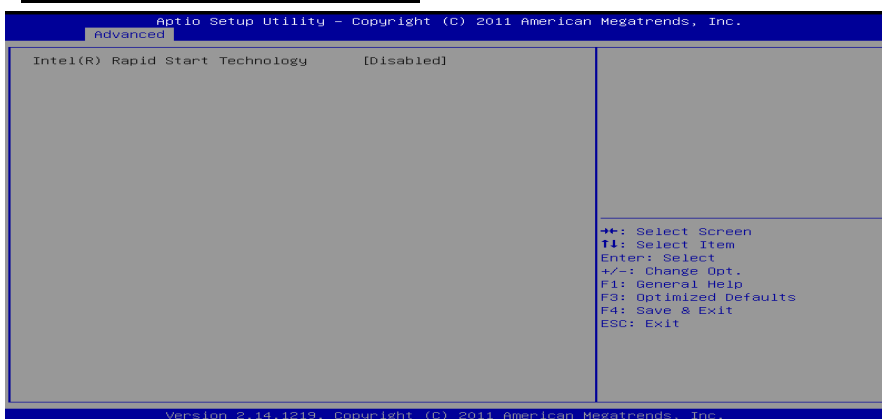 Aptio Setup Utility – Copyright (C) 2011 American Megatrends, Inc.
Advanced
Intel(R) Rapid Start Technology [Disabled]
→←: Select Screen
↑↓: Select Item
Enter: Select
+/-: Change Opt.
F1: General Help
F3: Optimized Defaults
F4: Save & Exit
ESC: Exit
Version 2.14.1219. Copyright (C) 2011 American Megatrends, Inc.